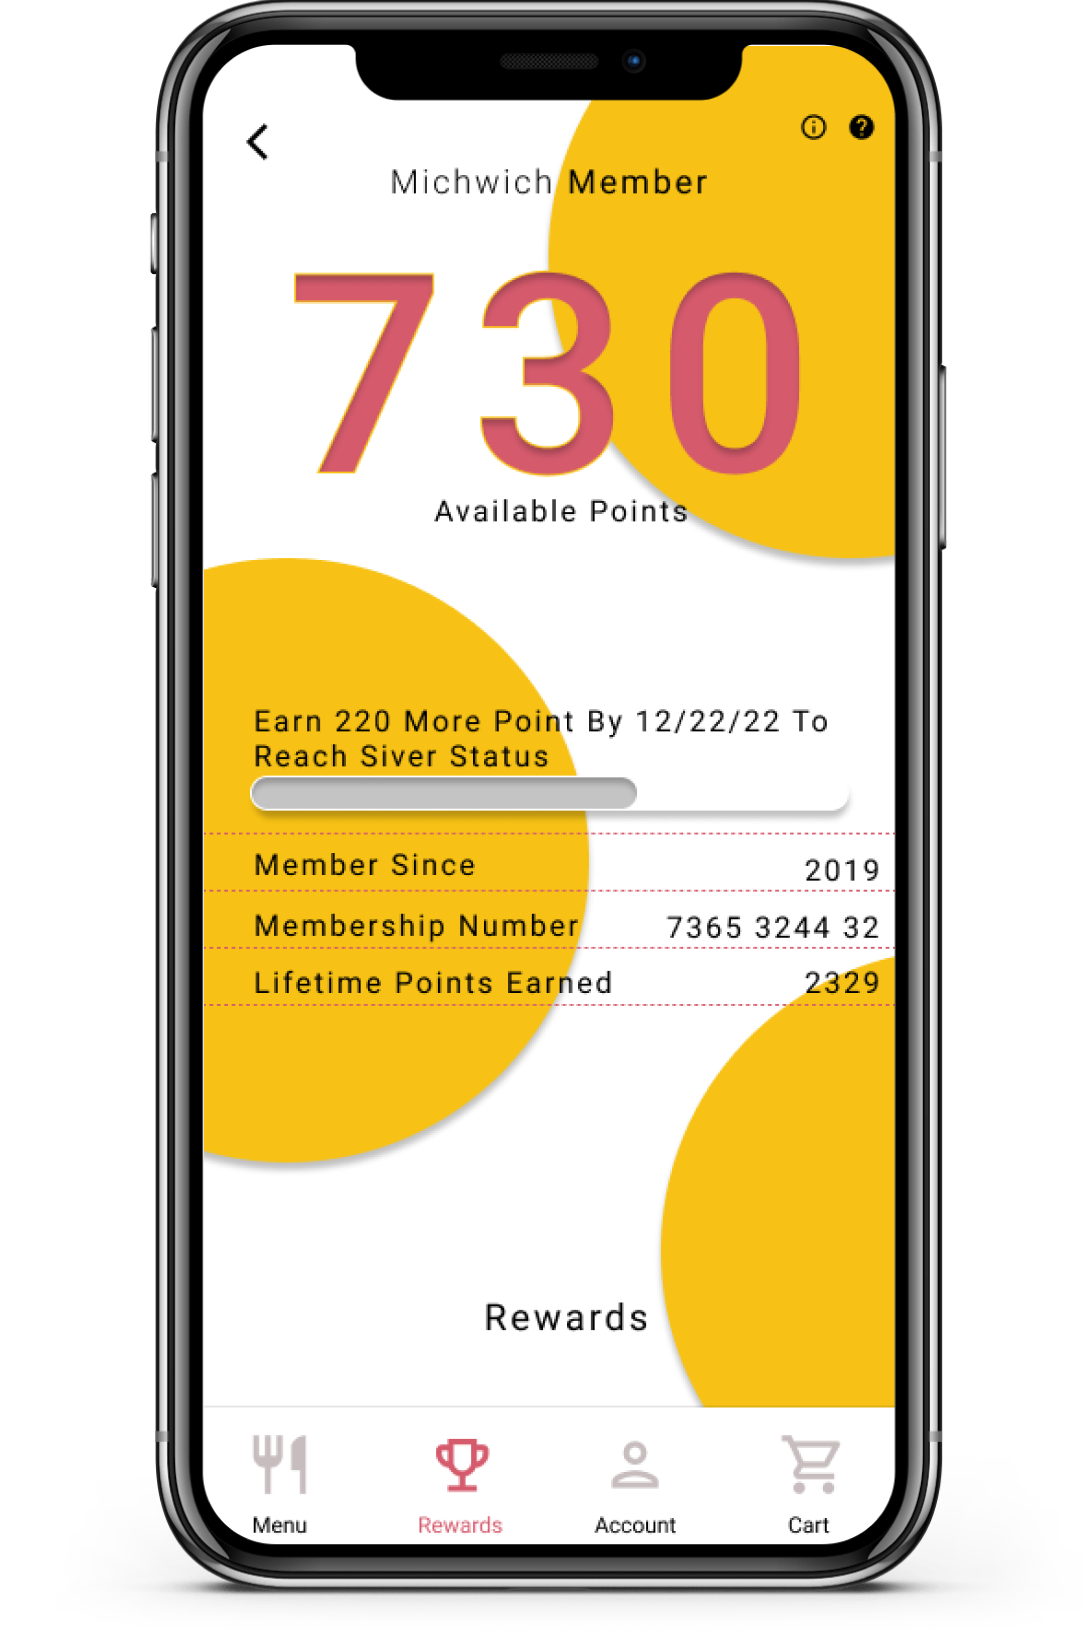 Michwich Member
730
Available Points
Earn 220 More Point By 12/22/22 To
Reach Siver Status
Member Since 2019
Membership Number 7365 3244 32
Lifetime Points Earned 2329
Rewards
Menu Rewards Account Cart